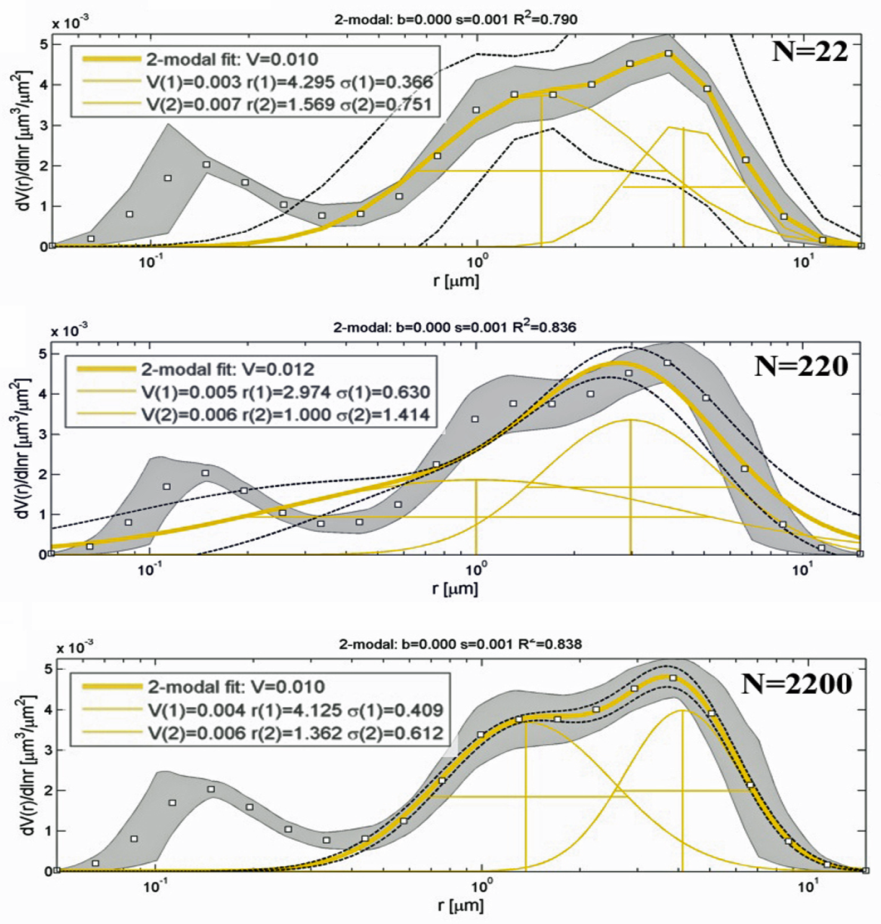 2-modal: b=0.000 s=0.001 R²=0.790
x 10⁻³
N=22
2-modal fit: V=0.010
V(1)=0.003 r(1)=4.295 σ(1)=0.366
V(2)=0.007 r(2)=1.569 σ(2)=0.751
5
4
3
2
1
0
dV(r)/dlnr [μm³/μm²]
10⁻¹ 10⁰ 10¹
r [μm]
2-modal: b=0.000 s=0.001 R²=0.836
x 10⁻³
N=220
2-modal fit: V=0.012
V(1)=0.005 r(1)=2.974 σ(1)=0.630
V(2)=0.006 r(2)=1.000 σ(2)=1.414
5
4
3
2
1
0
dV(r)/dlnr [μm³/μm²]
10⁻¹ 10⁰ 10¹
r [μm]
2-modal: b=0.000 s=0.001 R²=0.838
x 10⁻³
N=2200
2-modal fit: V=0.010
V(1)=0.004 r(1)=4.125 σ(1)=0.409
V(2)=0.006 r(2)=1.362 σ(2)=0.612
5
4
3
2
1
0
dV(r)/dlnr [μm³/μm²]
10⁻¹ 10⁰ 10¹
r [μm]